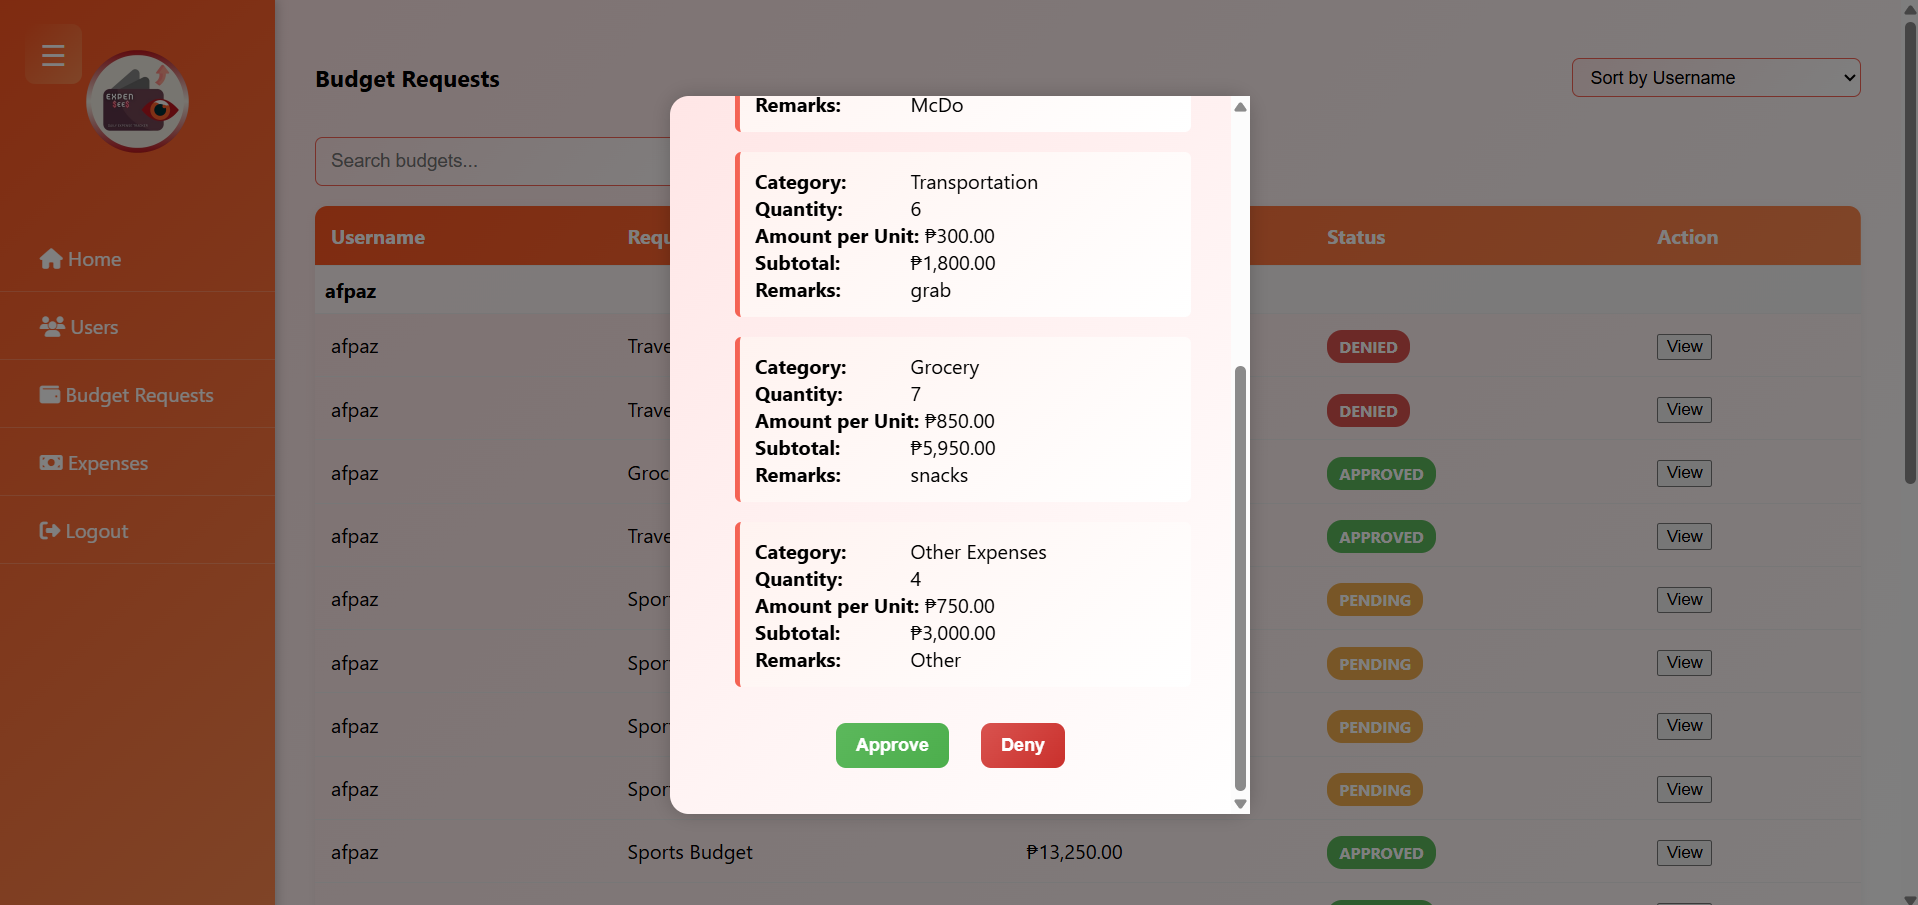 ☰
EXPEN
$EE$
Home
Users
Budget Requests
Expenses
Logout
Budget Requests
Sort by Username
Search budgets...
Username Requ Status Action
afpaz
afpaz Trave DENIED View
afpaz Trave DENIED View
afpaz Groc APPROVED View
afpaz Trave APPROVED View
afpaz Spor PENDING View
afpaz Spor PENDING View
afpaz Spor PENDING View
afpaz Spor PENDING View
afpaz Sports Budget ₱13,250.00 APPROVED View
Remarks: McDo
Category: Transportation
Quantity: 6
Amount per Unit: ₱300.00
Subtotal: ₱1,800.00
Remarks: grab
Category: Grocery
Quantity: 7
Amount per Unit: ₱850.00
Subtotal: ₱5,950.00
Remarks: snacks
Category: Other Expenses
Quantity: 4
Amount per Unit: ₱750.00
Subtotal: ₱3,000.00
Remarks: Other
Approve Deny